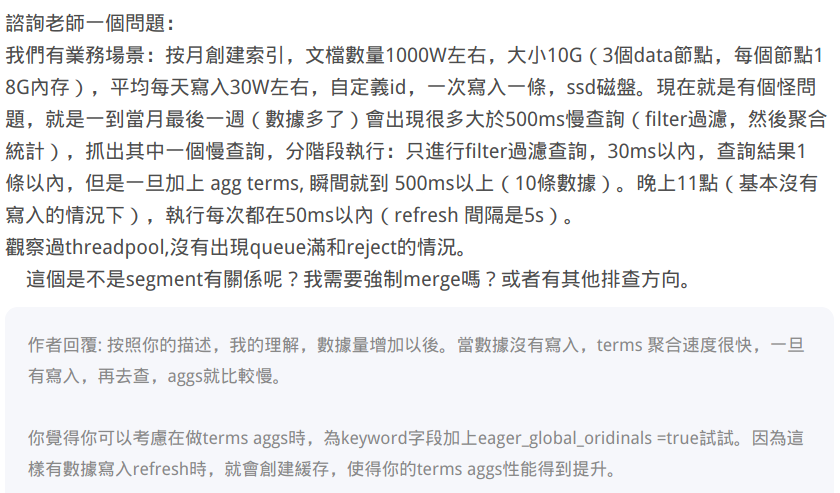 諮詢老師一個問題：
我們有業務場景：按月創建索引，文檔數量1000W左右，大小10G（3個data節點，每個節點1
8G內存），平均每天寫入30W左右，自定義id，一次寫入一條，ssd磁盤。現在就是有個怪問
題，就是一到當月最後一週（數據多了）會出現很多大於500ms慢查詢（filter過濾，然後聚合
統計），抓出其中一個慢查詢，分階段執行：只進行filter過濾查詢，30ms以內，查詢結果1
條以內，但是一旦加上 agg terms, 瞬間就到 500ms以上（10條數據）。晚上11點（基本沒有
寫入的情況下），執行每次都在50ms以內（refresh 間隔是5s）。
觀察過threadpool,沒有出現queue滿和reject的情況。
這個是不是segment有關係呢？我需要強制merge嗎？或者有其他排查方向。
作者回覆: 按照你的描述，我的理解，數據量增加以後。當數據沒有寫入，terms 聚合速度很快，一旦
有寫入，再去查，aggs就比較慢。
你覺得你可以考慮在做terms aggs時，為keyword字段加上eager_global_oridinals =true試試。因為這
樣有數據寫入refresh時，就會創建緩存，使得你的terms aggs性能得到提升。